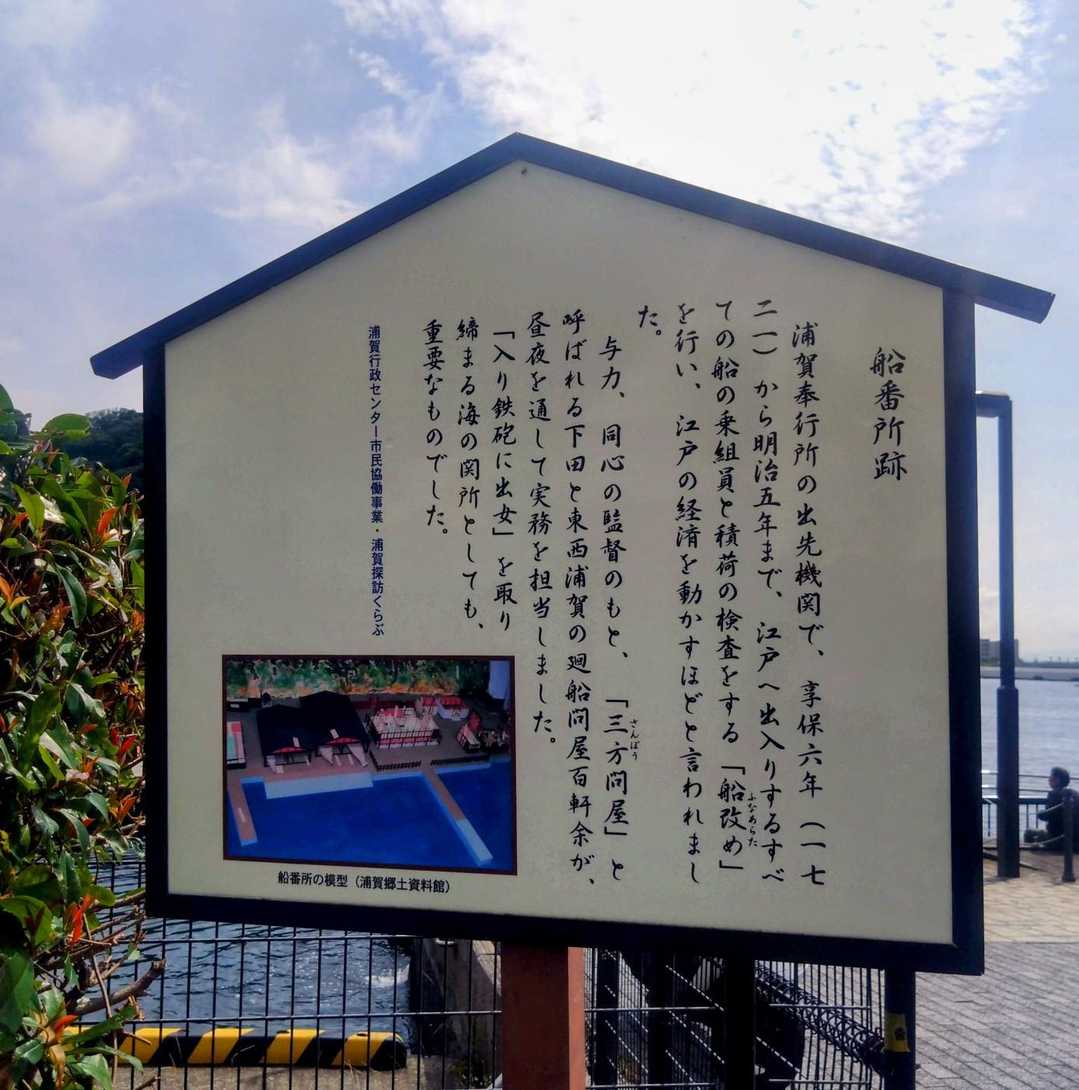 船番所跡
浦賀奉行所の出先機関で、享保六年(一七
二一)から明治五年まで、江戸へ出入りするすべ
ての船の乗組員と積荷の検査をする「船改め」
ふなあらた
を行い、江戸の経済を動かすほどと言われまし
た。
与力、同心の監督のもと、「三方問屋」と
さんぼう
呼ばれる下田と東西浦賀の廻船問屋百軒余が、
昼夜を通して実務を担当しました。
「入り鉄砲に出女」を取り
締まる海の関所としても、
重要なものでした。
浦賀行政センター市民協働事業・浦賀探訪くらぶ
船番所の模型(浦賀郷土資料館)